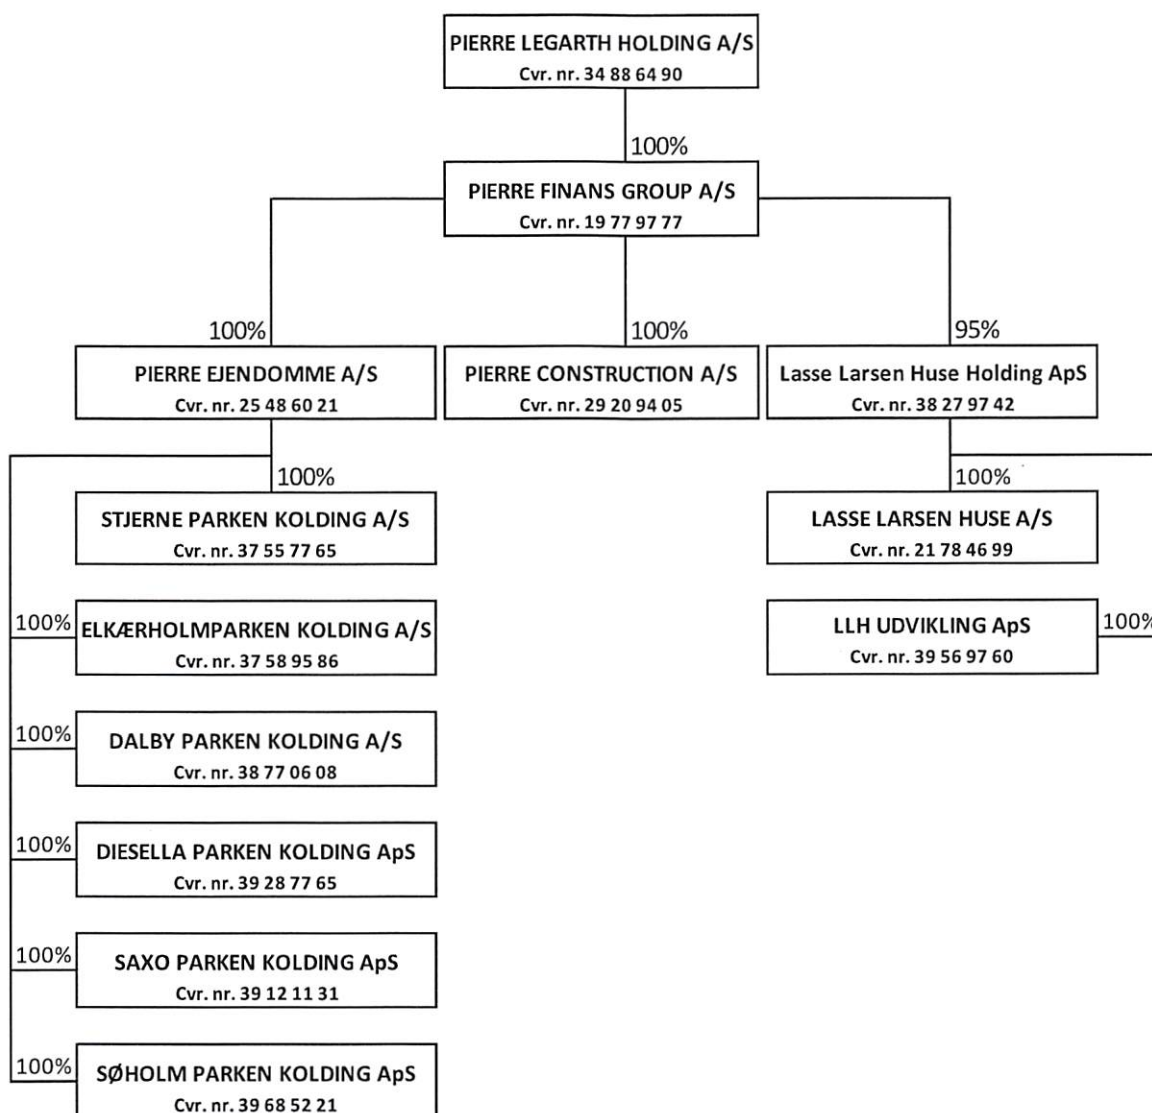 PIERRE LEGARTH HOLDING A/S
Cvr. nr. 34 88 64 90
100%
PIERRE FINANS GROUP A/S
Cvr. nr. 19 77 97 77
100%
100%
95%
PIERRE EJENDOMME A/S
Cvr. nr. 25 48 60 21
PIERRE CONSTRUCTION A/S
Cvr. nr. 29 20 94 05
Lasse Larsen Huse Holding ApS
Cvr. nr. 38 27 97 42
100%
100%
STJERNE PARKEN KOLDING A/S
Cvr. nr. 37 55 77 65
LASSE LARSEN HUSE A/S
Cvr. nr. 21 78 46 99
100%
ELKÆRHOLMPARKEN KOLDING A/S
Cvr. nr. 37 58 95 86
LLH UDVIKLING ApS
Cvr. nr. 39 56 97 60
100%
100%
DALBY PARKEN KOLDING A/S
Cvr. nr. 38 77 06 08
100%
DIESELLA PARKEN KOLDING ApS
Cvr. nr. 39 28 77 65
100%
SAXO PARKEN KOLDING ApS
Cvr. nr. 39 12 11 31
100%
SØHOLM PARKEN KOLDING ApS
Cvr. nr. 39 68 52 21